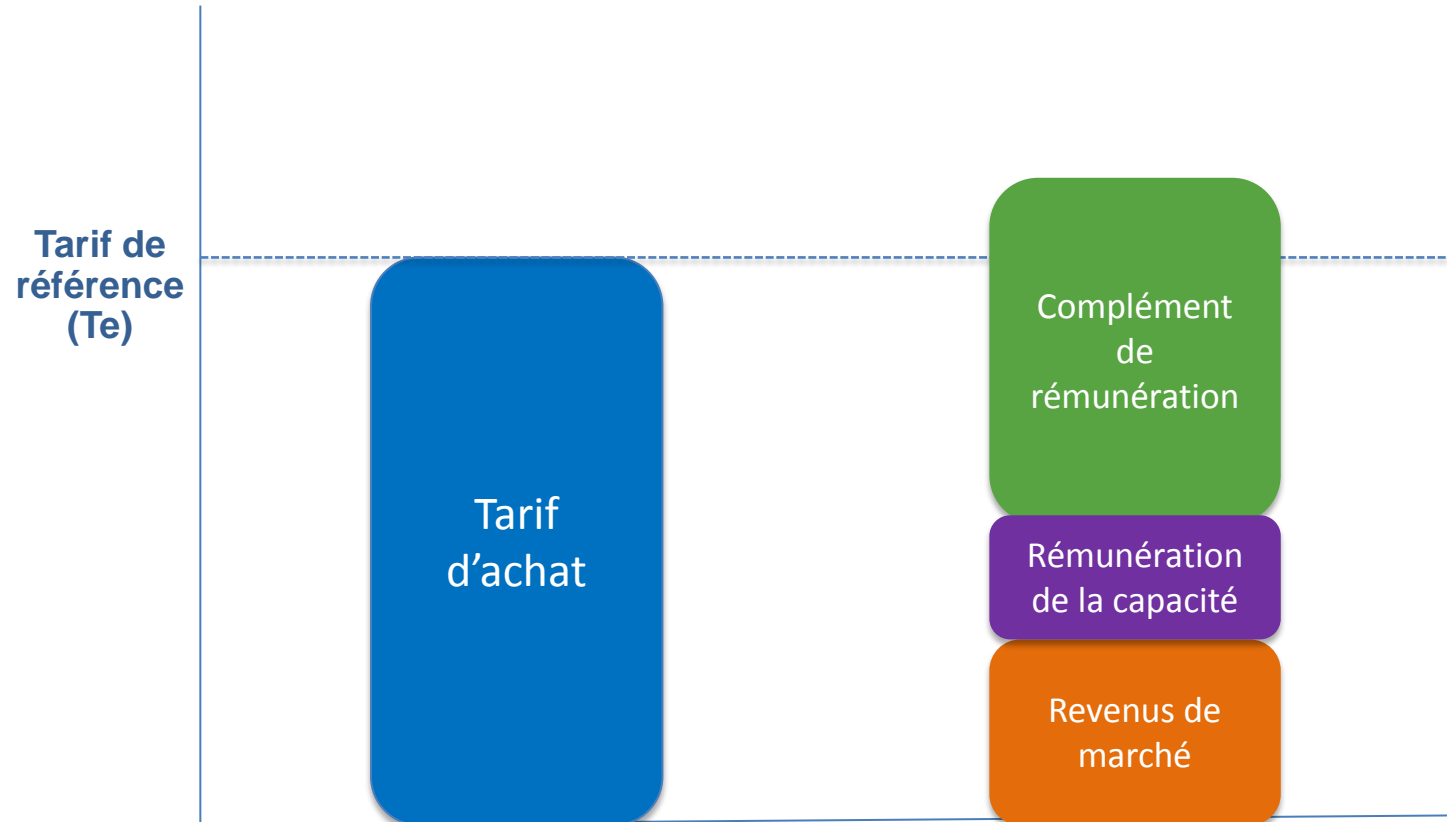 Tarif de
référence
(Te)
Tarif
d’achat
Complément
de
rémunération
Rémunération
de la capacité
Revenus de
marché